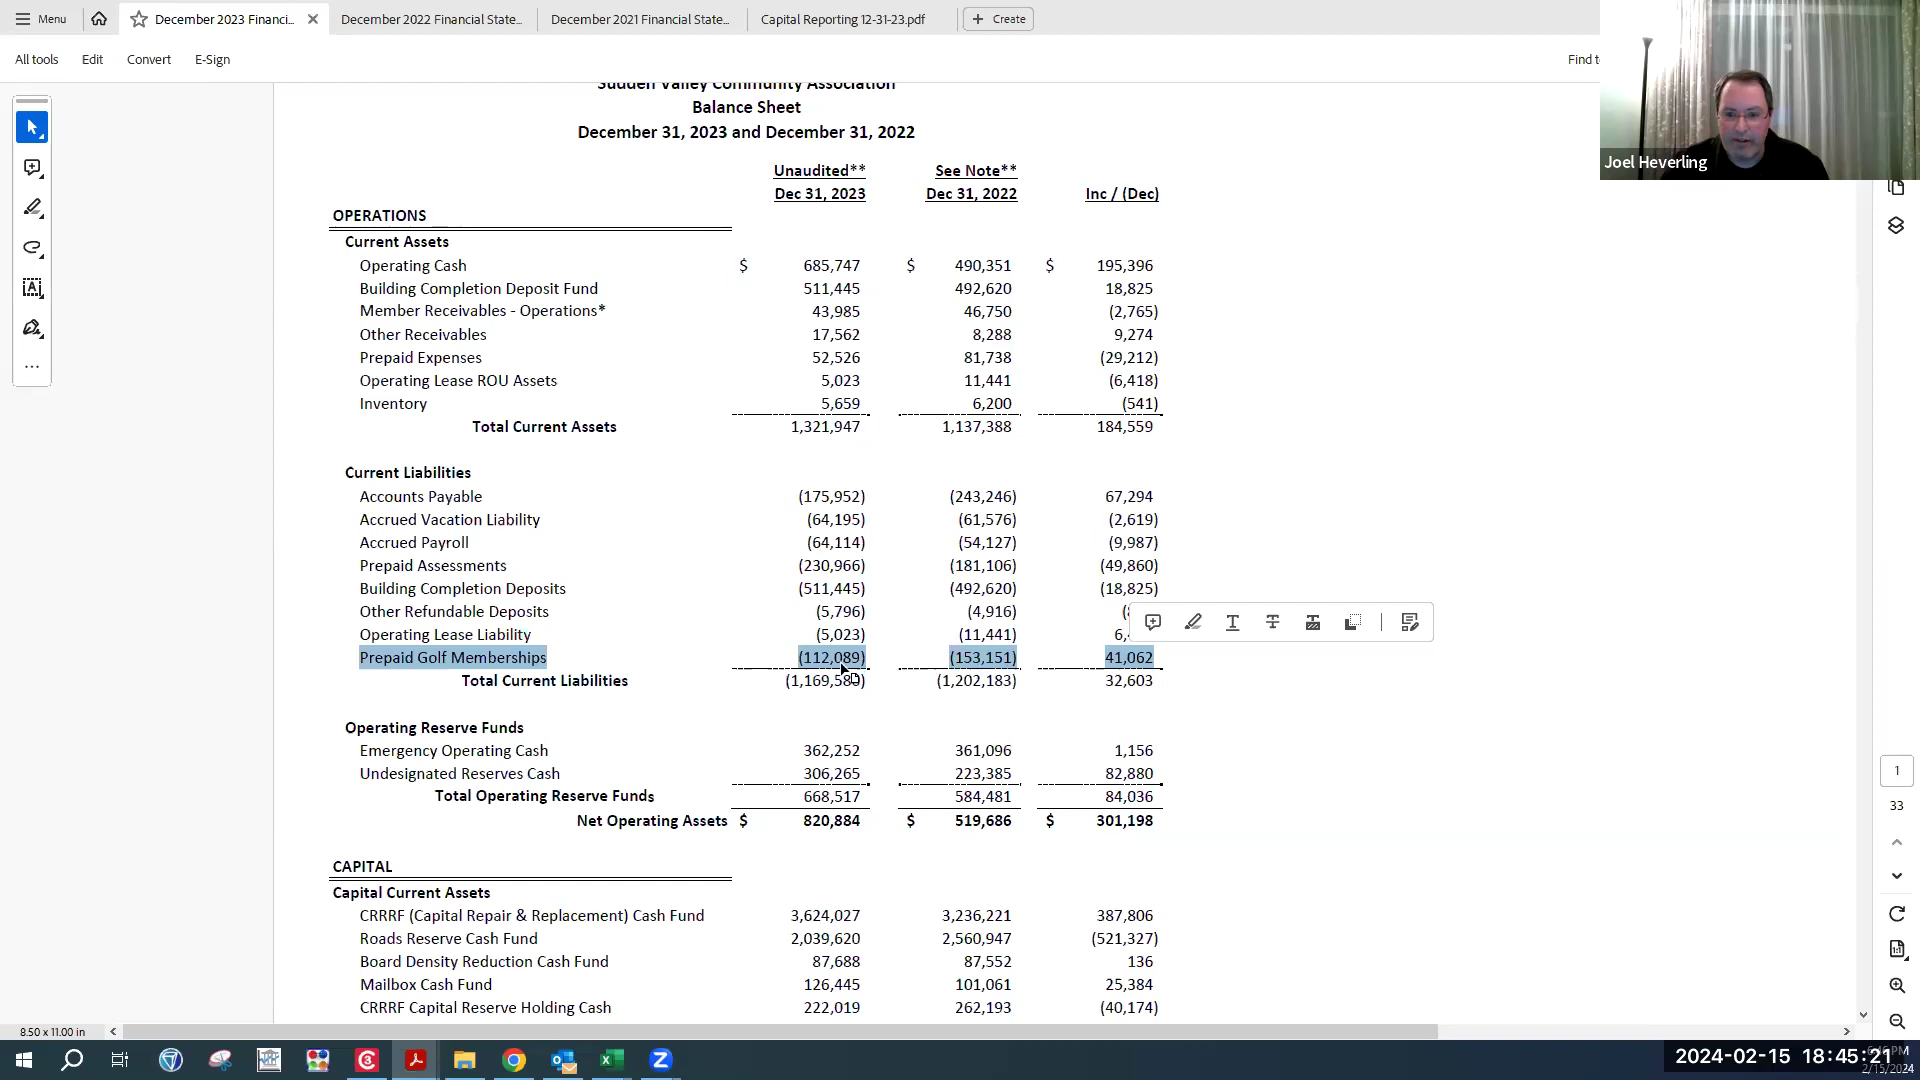 Menu
December 2023 Financi...
December 2022 Financial State...
December 2021 Financial State...
Capital Reporting 12-31-23.pdf
Create
All tools Edit Convert E-Sign
Find
Joel Heverling
Sudden Valley Community Association
Balance Sheet
December 31, 2023 and December 31, 2022
Unaudited** See Note**
Dec 31, 2023 Dec 31, 2022 Inc / (Dec)
OPERATIONS
Current Assets
Operating Cash $ 685,747 $ 490,351 $ 195,396
Building Completion Deposit Fund 511,445 492,620 18,825
Member Receivables - Operations* 43,985 46,750 (2,765)
Other Receivables 17,562 8,288 9,274
Prepaid Expenses 52,526 81,738 (29,212)
Operating Lease ROU Assets 5,023 11,441 (6,418)
Inventory 5,659 6,200 (541)
Total Current Assets 1,321,947 1,137,388 184,559
Current Liabilities
Accounts Payable (175,952) (243,246) 67,294
Accrued Vacation Liability (64,195) (61,576) (2,619)
Accrued Payroll (64,114) (54,127) (9,987)
Prepaid Assessments (230,966) (181,106) (49,860)
Building Completion Deposits (511,445) (492,620) (18,825)
Other Refundable Deposits (5,796) (4,916)
Operating Lease Liability (5,023) (11,441)
Prepaid Golf Memberships (112,089) (153,151) 41,062
Total Current Liabilities (1,202,183) 32,603
Operating Reserve Funds
Emergency Operating Cash 362,252 361,096 1,156
Undesignated Reserves Cash 306,265 223,385 82,880
Total Operating Reserve Funds 668,517 584,481 84,036
Net Operating Assets $ 820,884 $ 519,686 $ 301,198
CAPITAL
Capital Current Assets
CRRRF (Capital Repair & Replacement) Cash Fund 3,624,027 3,236,221 387,806
Roads Reserve Cash Fund 2,039,620 2,560,947 (521,327)
Board Density Reduction Cash Fund 87,688 87,552 136
Mailbox Cash Fund 126,445 101,061 25,384
CRRRF Capital Reserve Holding Cash 222,019 262,193 (40,174)
1
33
8.50 x 11.00 in
2024-02-15 18:45:21
2/15/2024